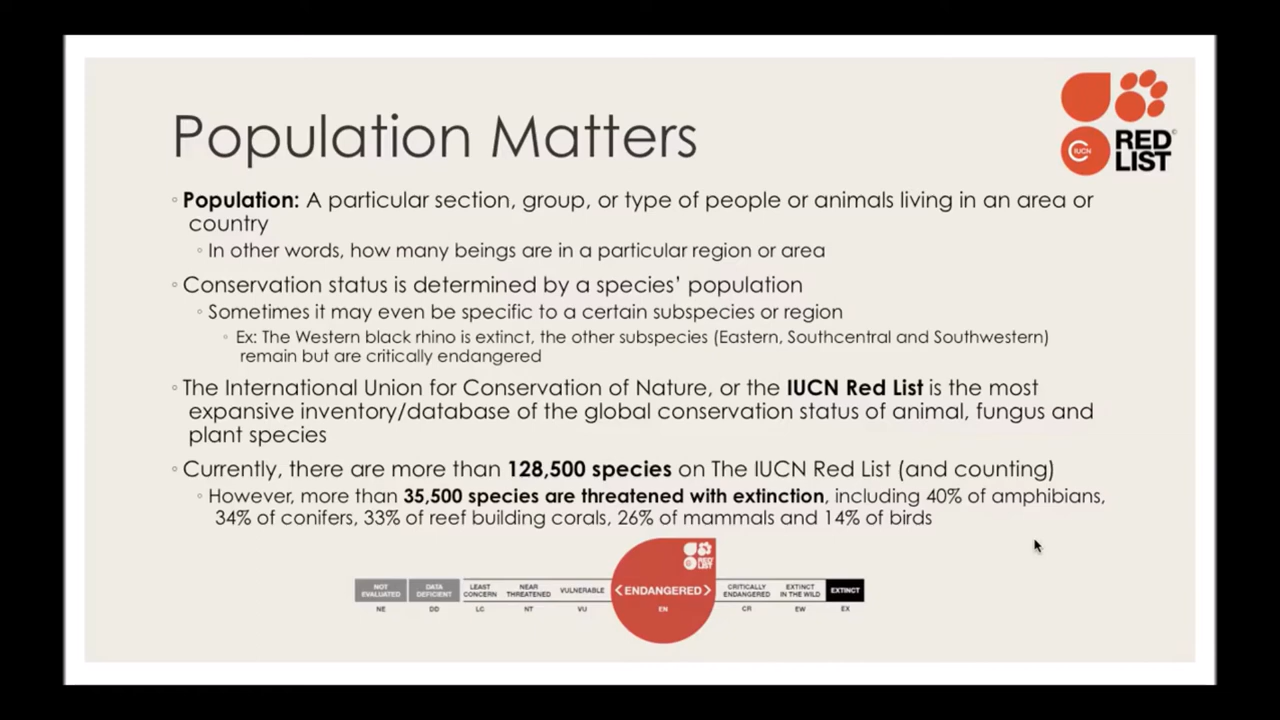 Population Matters
IUCN
RED
LIST
◦ Population: A particular section, group, or type of people or animals living in an area or
country
◦ In other words, how many beings are in a particular region or area
◦ Conservation status is determined by a species’ population
◦ Sometimes it may even be specific to a certain subspecies or region
◦ Ex: The Western black rhino is extinct, the other subspecies (Eastern, Southcentral and Southwestern)
remain but are critically endangered
◦ The International Union for Conservation of Nature, or the IUCN Red List is the most
expansive inventory/database of the global conservation status of animal, fungus and
plant species
◦ Currently, there are more than 128,500 species on The IUCN Red List (and counting)
◦ However, more than 35,500 species are threatened with extinction, including 40% of amphibians,
34% of conifers, 33% of reef building corals, 26% of mammals and 14% of birds
RED
LIST
NOT EVALUATED
NE
DATA DEFICIENT
DD
LEAST CONCERN
LC
NEAR THREATENED
NT
VULNERABLE
VU
<ENDANGERED>
EN
CRITICALLY ENDANGERED
CR
EXTINCT IN THE WILD
EW
EXTINCT
EX